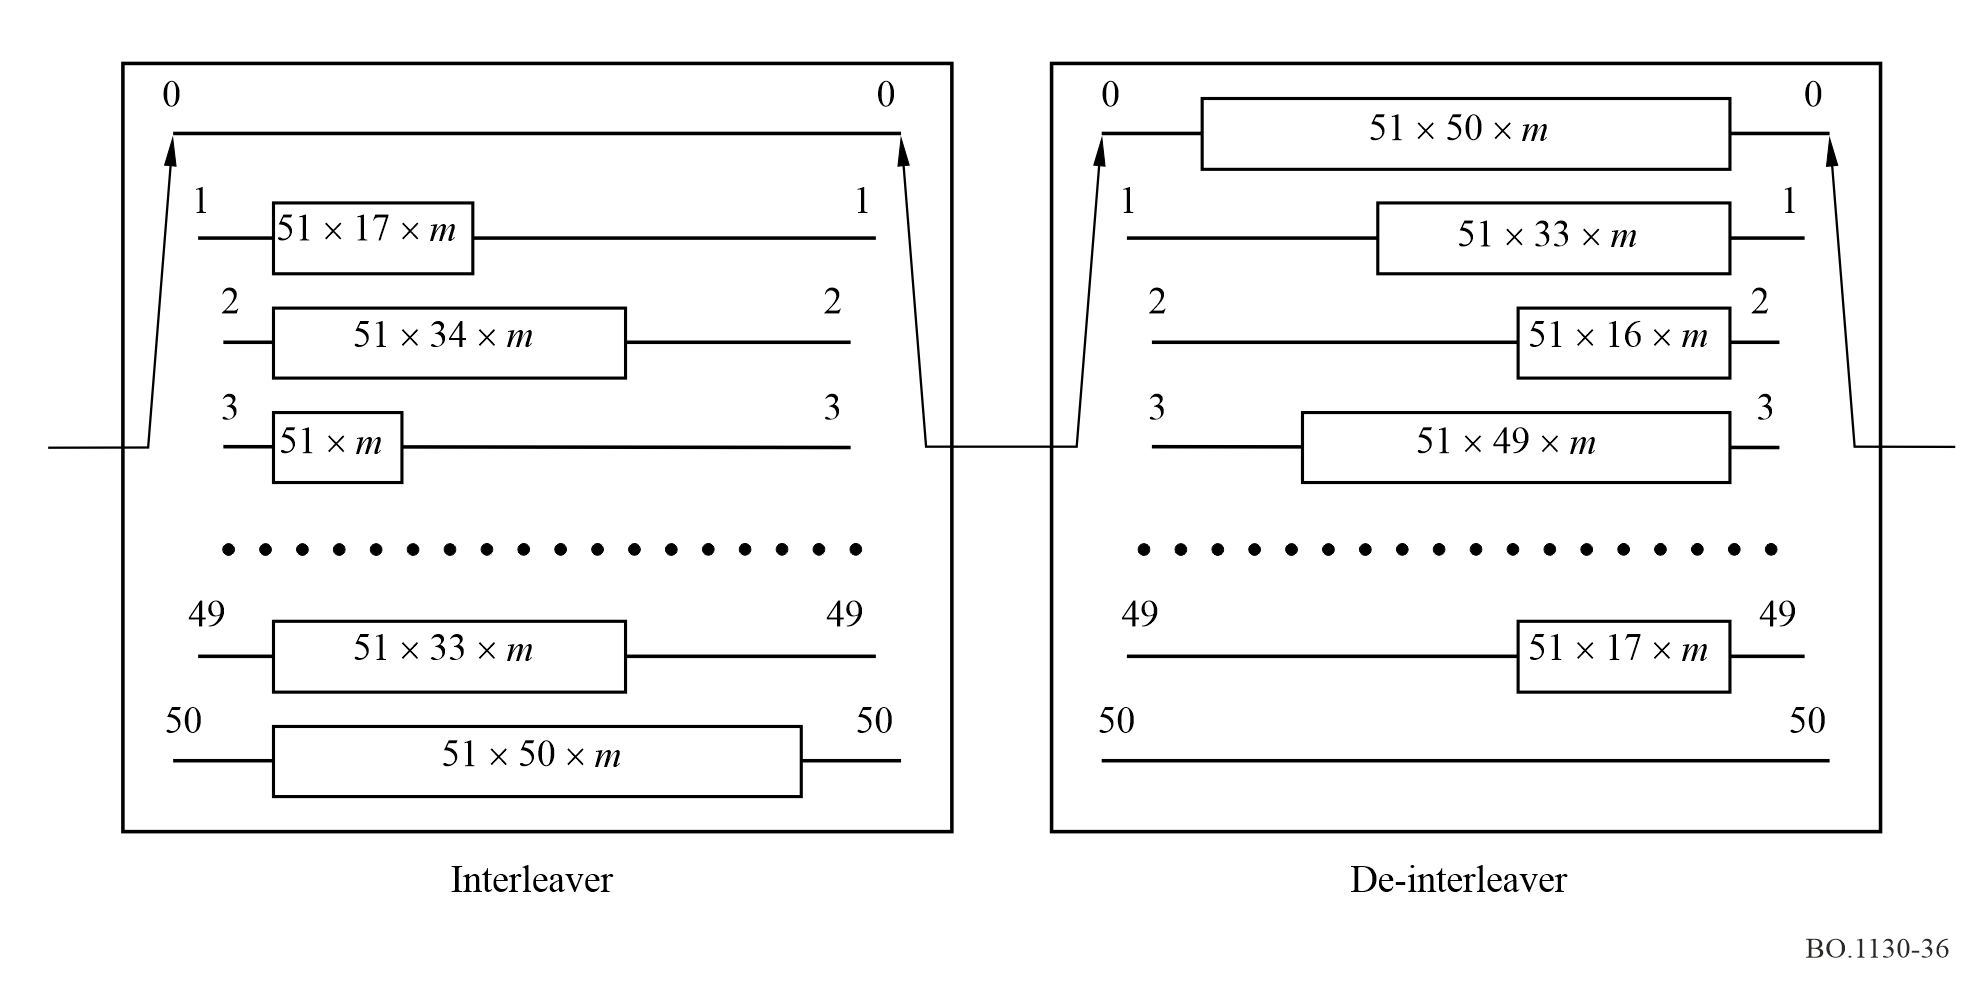 0 0 0 0
51 × 50 × m
1 1 1 1
51 × 17 × m 51 × 33 × m
2 2 2 2
51 × 34 × m 51 × 16 × m
3 3 3 3
51 × m 51 × 49 × m
49 49 49 49
51 × 33 × m 51 × 17 × m
50 50 50 50
51 × 50 × m
Interleaver De-interleaver
BO.1130-36